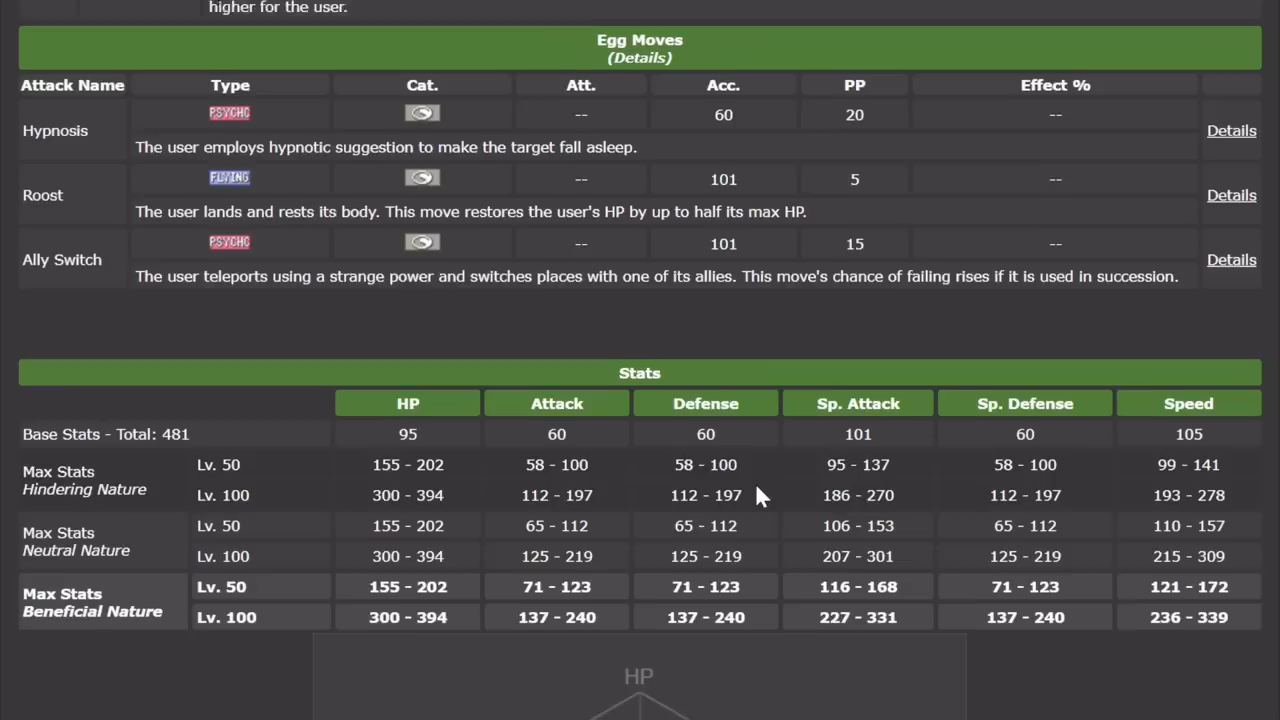 higher for the user.
Egg Moves
(Details)
Attack Name Type Cat. Att. Acc. PP Effect %
Hypnosis PSYCHC -- 60 20 -- Details
The user employs hypnotic suggestion to make the target fall asleep.
Roost FLYING -- 101 5 -- Details
The user lands and rests its body. This move restores the user's HP by up to half its max HP.
Ally Switch PSYCHC -- 101 15 -- Details
The user teleports using a strange power and switches places with one of its allies. This move's chance of failing rises if it is used in succession.
Stats
HP Attack Defense Sp. Attack Sp. Defense Speed
Base Stats - Total: 481 95 60 60 101 60 105
Max Stats
Hindering Nature
Lv. 50 155 - 202 58 - 100 58 - 100 95 - 137 58 - 100 99 - 141
Lv. 100 300 - 394 112 - 197 112 - 197 186 - 270 112 - 197 193 - 278
Max Stats
Neutral Nature
Lv. 50 155 - 202 65 - 112 65 - 112 106 - 153 65 - 112 110 - 157
Lv. 100 300 - 394 125 - 219 125 - 219 207 - 301 125 - 219 215 - 309
Max Stats
Beneficial Nature
Lv. 50 155 - 202 71 - 123 71 - 123 116 - 168 71 - 123 121 - 172
Lv. 100 300 - 394 137 - 240 137 - 240 227 - 331 137 - 240 236 - 339
HP